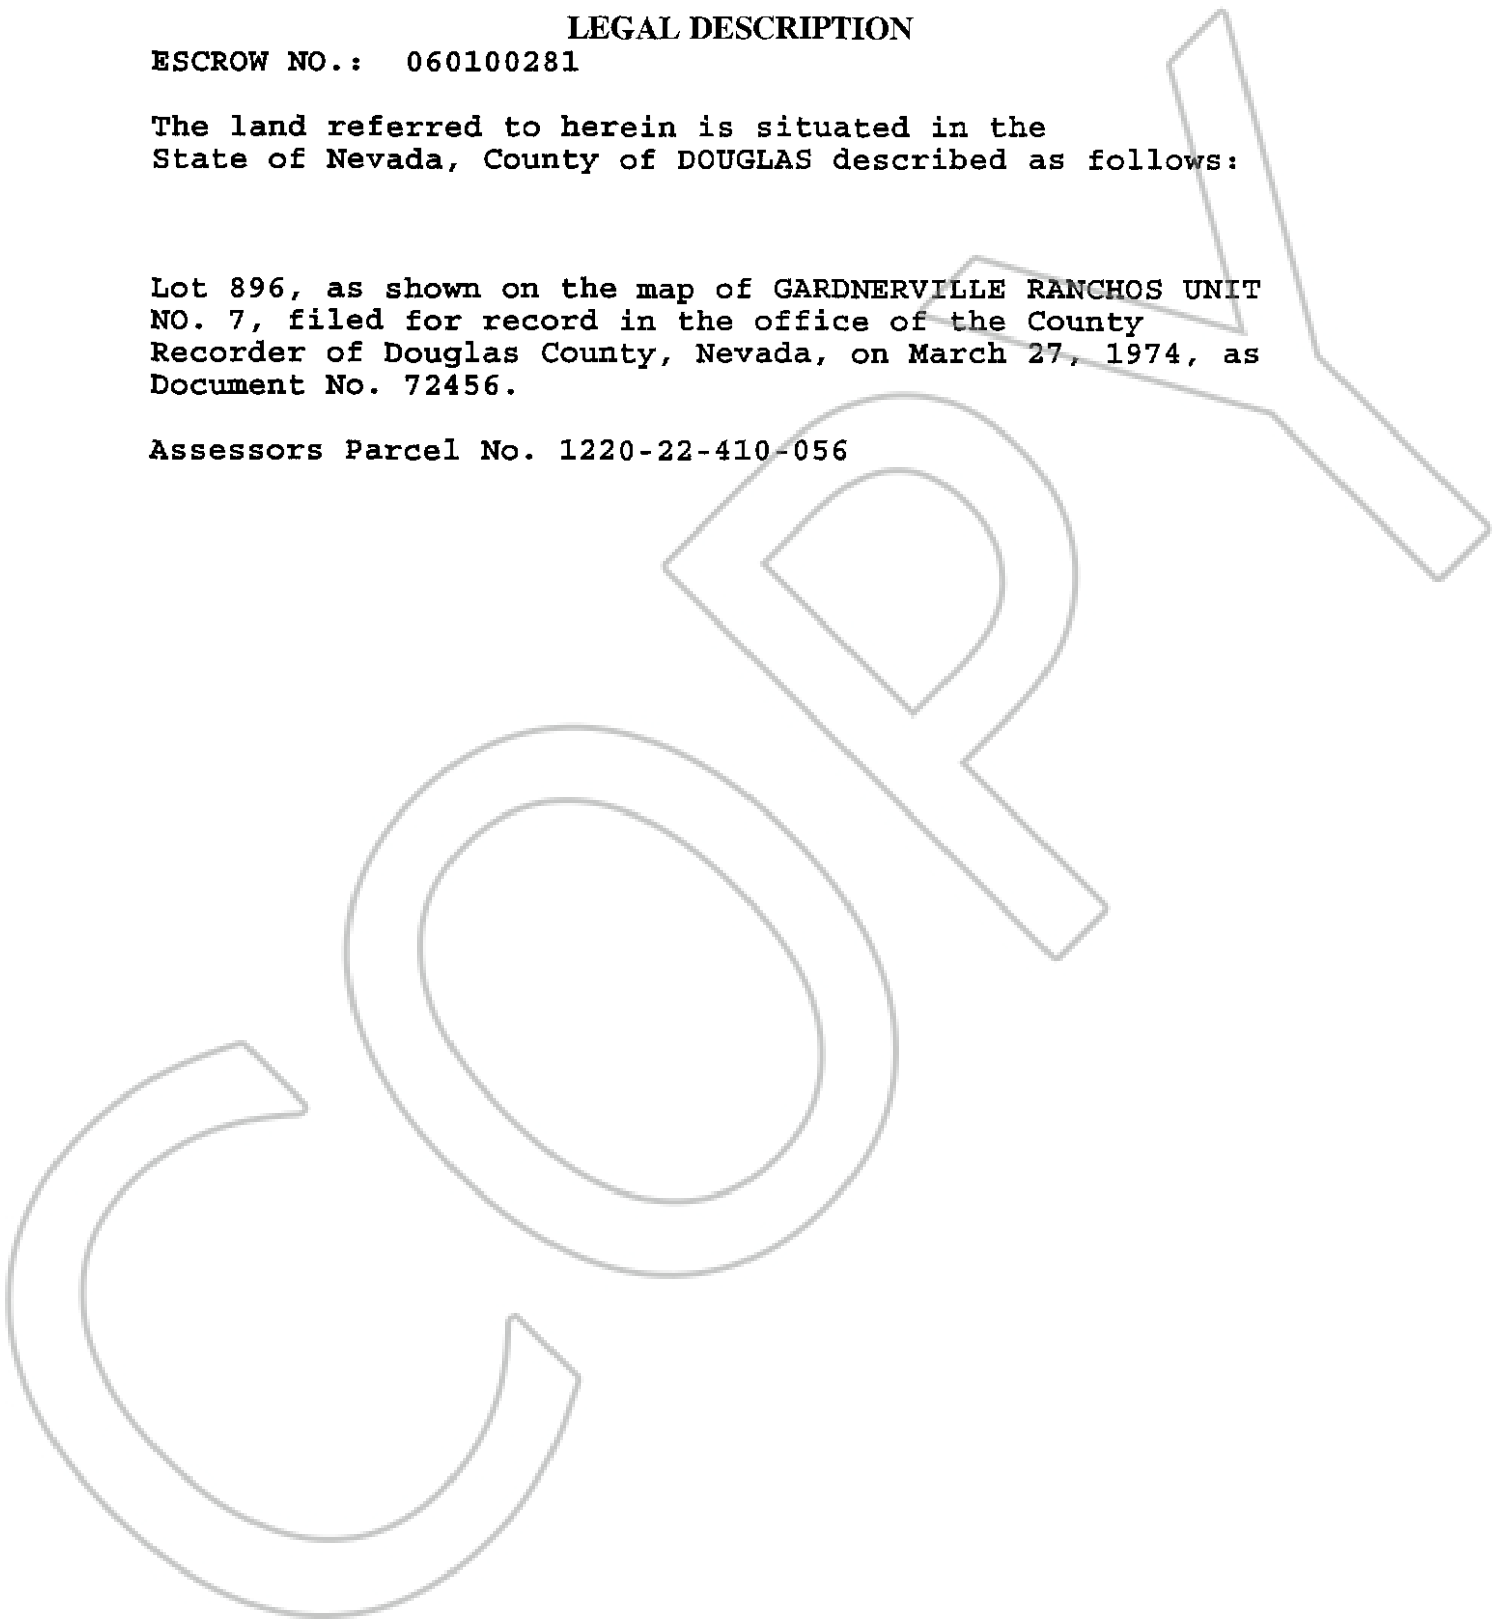 LEGAL DESCRIPTION
ESCROW NO.: 060100281
The land referred to herein is situated in the
State of Nevada, County of DOUGLAS described as follows:
Lot 896, as shown on the map of GARDNERVILLE RANCHOS UNIT
NO. 7, filed for record in the office of the County
Recorder of Douglas County, Nevada, on March 27, 1974, as
Document No. 72456.
Assessors Parcel No. 1220-22-410-056
COPY